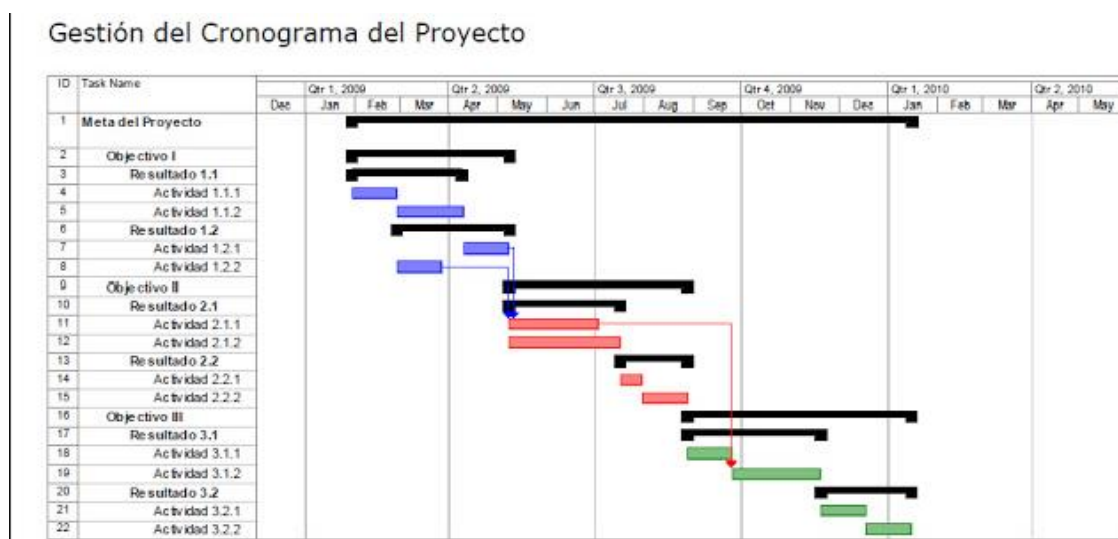 Gestión del Cronograma del Proyecto
ID Task Name Qtr 1, 2009 Qtr 2, 2009 Qtr 3, 2009 Qtr 4, 2009 Qtr 1, 2010 Qtr 2, 2010
Dec Jan Feb Mar Apr May Jun Jul Aug Sep Oct Nov Dec Jan Feb Mar Apr May
1 Meta del Proyecto
2 Objectivo I
3 Resultado 1.1
4 Actividad 1.1.1
5 Actividad 1.1.2
6 Resultado 1.2
7 Actividad 1.2.1
8 Actividad 1.2.2
9 Objectivo II
10 Resultado 2.1
11 Actividad 2.1.1
12 Actividad 2.1.2
13 Resultado 2.2
14 Actividad 2.2.1
15 Actividad 2.2.2
16 Objectivo III
17 Resultado 3.1
18 Actividad 3.1.1
19 Actividad 3.1.2
20 Resultado 3.2
21 Actividad 3.2.1
22 Actividad 3.2.2